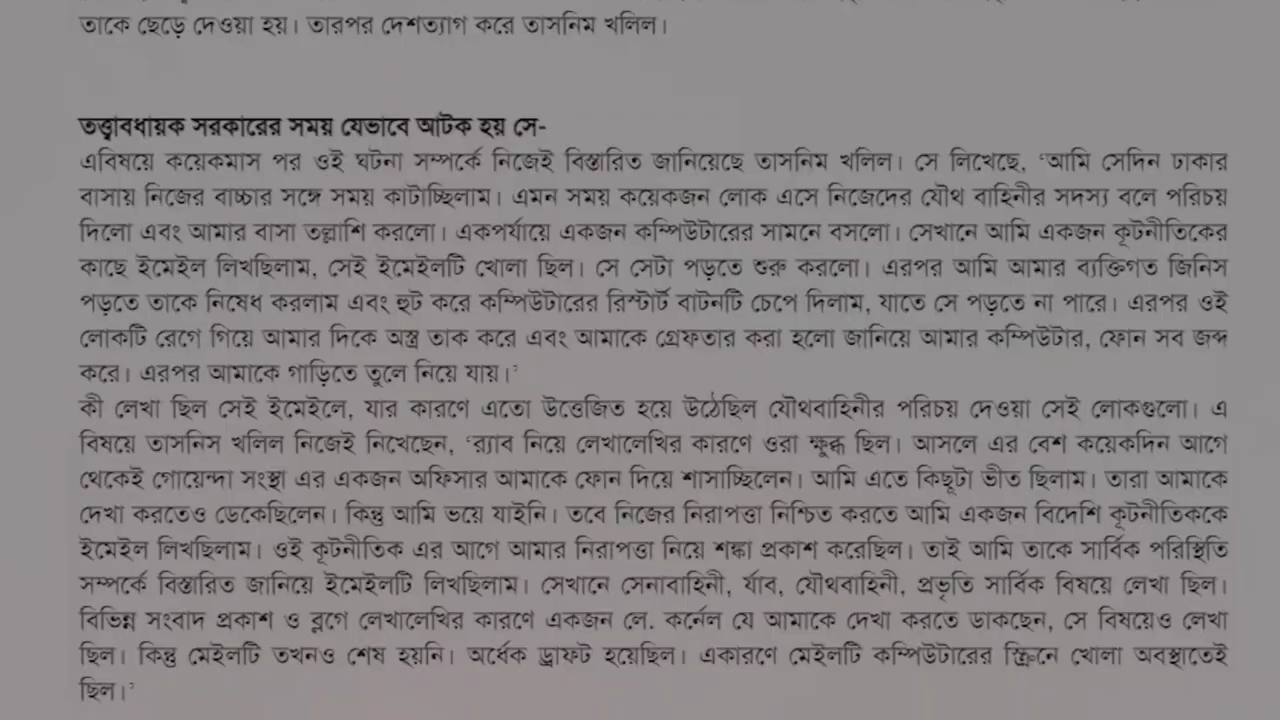 তাকে ছেড়ে দেওয়া হয়। তারপর দেশত্যাগ করে তাসনিম খলিল।
তত্ত্বাবধায়ক সরকারের সময় যেভাবে আটক হয় সে-
এবিষয়ে কয়েকমাস পর ওই ঘটনা সম্পর্কে নিজেই বিস্তারিত জানিয়েছে তাসনিম খলিল। সে লিখেছে, ‘আমি সেদিন ঢাকার
বাসায় নিজের বাচ্চার সঙ্গে সময় কাটাচ্ছিলাম। এমন সময় কয়েকজন লোক এসে নিজেদের যৌথ বাহিনীর সদস্য বলে পরিচয়
দিলো এবং আমার বাসা তল্লাশি করলো। একপর্যায়ে একজন কম্পিউটারের সামনে বসলো। সেখানে আমি একজন কূটনীতিকের
কাছে ইমেইল লিখছিলাম, সেই ইমেইলটি খোলা ছিল। সে সেটা পড়তে শুরু করলো। এরপর আমি আমার ব্যক্তিগত জিনিস
পড়তে তাকে নিষেধ করলাম এবং হুট করে কম্পিউটারের রিস্টার্ট বাটনটি চেপে দিলাম, যাতে সে পড়তে না পারে। এরপর ওই
লোকটি রেগে গিয়ে আমার দিকে অস্ত্র তাক করে এবং আমাকে গ্রেফতার করা হলো জানিয়ে আমার কম্পিউটার, ফোন সব জব্দ
করে। এরপর আমাকে গাড়িতে তুলে নিয়ে যায়।’
কী লেখা ছিল সেই ইমেইলে, যার কারণে এতো উত্তেজিত হয়ে উঠেছিল যৌথবাহিনীর পরিচয় দেওয়া সেই লোকগুলো। এ
বিষয়ে তাসনিস খলিল নিজেই নিখেছেন, ‘র‍্যাব নিয়ে লেখালেখির কারণে ওরা ক্ষুব্ধ ছিল। আসলে এর বেশ কয়েকদিন আগে
থেকেই গোয়েন্দা সংস্থা এর একজন অফিসার আমাকে ফোন দিয়ে শাসাচ্ছিলেন। আমি এতে কিছুটা ভীত ছিলাম। তারা আমাকে
দেখা করতেও ডেকেছিলেন। কিন্তু আমি ভয়ে যাইনি। তবে নিজের নিরাপত্তা নিশ্চিত করতে আমি একজন বিদেশি কূটনীতিককে
ইমেইল লিখছিলাম। ওই কূটনীতিক এর আগে আমার নিরাপত্তা নিয়ে শঙ্কা প্রকাশ করেছিল। তাই আমি তাকে সার্বিক পরিস্থিতি
সম্পর্কে বিস্তারিত জানিয়ে ইমেইলটি লিখছিলাম। সেখানে সেনাবাহিনী, র্যাব, যৌথবাহিনী, প্রভৃতি সার্বিক বিষয়ে লেখা ছিল।
বিভিন্ন সংবাদ প্রকাশ ও ব্লগে লেখালেখির কারণে একজন লে. কর্নেল যে আমাকে দেখা করতে ডাকছেন, সে বিষয়েও লেখা
ছিল। কিন্তু মেইলটি তখনও শেষ হয়নি। অর্ধেক ড্রাফট হয়েছিল। একারণে মেইলটি কম্পিউটারের স্ক্রিনে খোলা অবস্থাতেই
ছিল।’